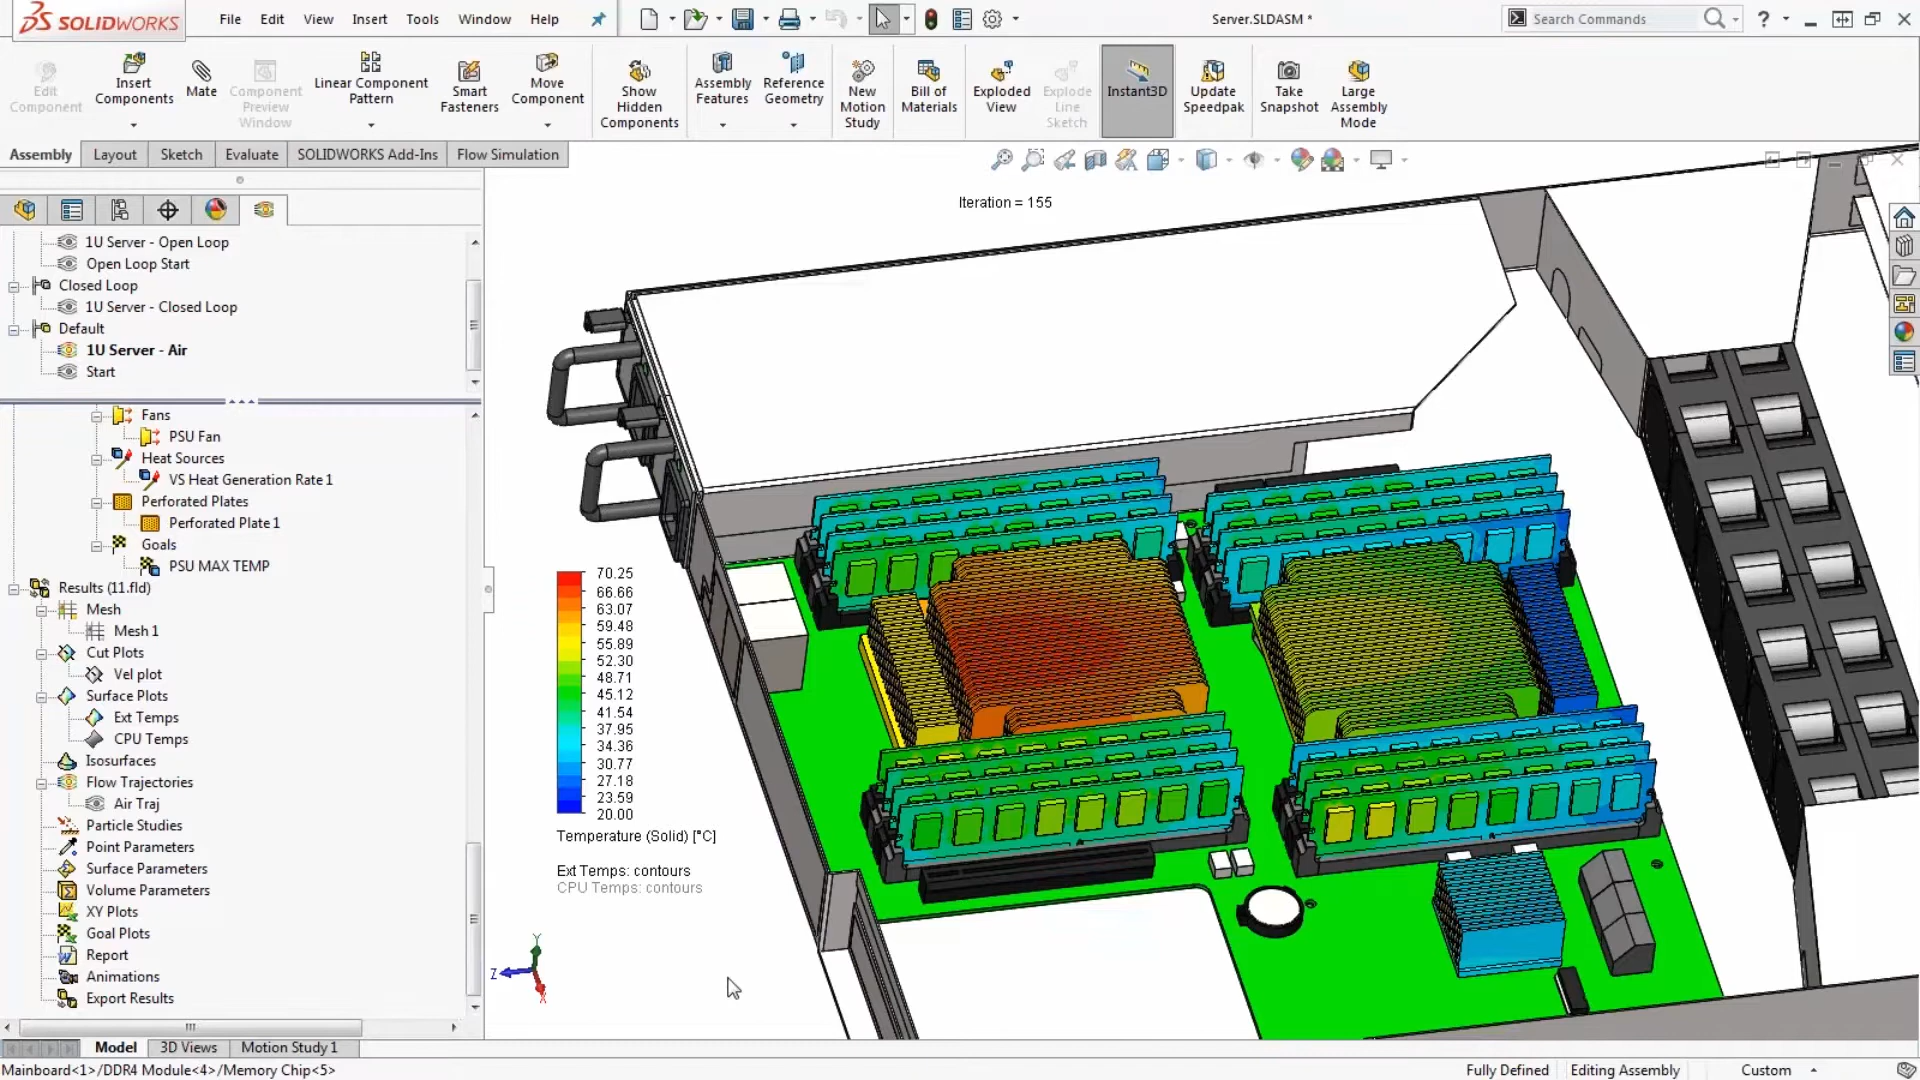 SOLIDWORKS
File Edit View Insert Tools Window Help
Server.SLDASM *
Search Commands
?
Edit Component
Insert Components
Mate
Component Preview Window
Linear Component Pattern
Smart Fasteners
Move Component
Show Hidden Components
Assembly Features
Reference Geometry
New Motion Study
Bill of Materials
Exploded View
Explode Line Sketch
Instant3D
Update Speedpak
Take Snapshot
Large Assembly Mode
Assembly Layout Sketch Evaluate SOLIDWORKS Add-Ins Flow Simulation
Iteration = 155
1U Server - Open Loop
Open Loop Start
Closed Loop
1U Server - Closed Loop
Default
1U Server - Air
Start
Fans
PSU Fan
Heat Sources
VS Heat Generation Rate 1
Perforated Plates
Perforated Plate 1
Goals
PSU MAX TEMP
Results (11.fld)
Mesh
Mesh 1
Cut Plots
Vel plot
Surface Plots
Ext Temps
CPU Temps
Isosurfaces
Flow Trajectories
Air Traj
Particle Studies
Point Parameters
Surface Parameters
Volume Parameters
XY Plots
Goal Plots
Report
Animations
Export Results
70.25
66.66
63.07
59.48
55.89
52.30
48.71
45.12
41.54
37.95
34.36
30.77
27.18
23.59
20.00
Temperature (Solid) [°C]
Ext Temps: contours
CPU Temps: contours
Y
Z
X
Model 3D Views Motion Study 1
Mainboard<1>/DDR4 Module<4>/Memory Chip<5>
Fully Defined Editing Assembly Custom